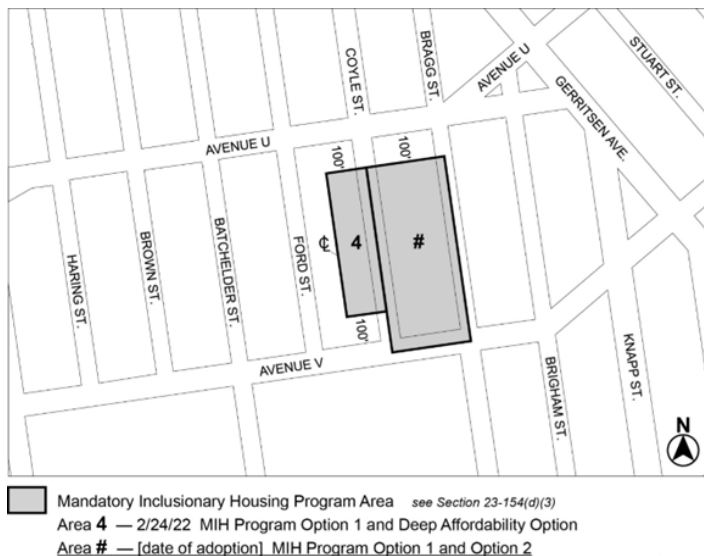 COYLE ST.
BRAGG ST.
AVENUE U
STUART ST.
GERRITSEN AVE.
AVENUE U
100'
100'
HARING ST.
BROWN ST.
BATCHELDER ST.
FORD ST.
℄
4
#
100'
AVENUE V
BRIGHAM ST.
KNAPP ST.
N
Mandatory Inclusionary Housing Program Area see Section 23-154(d)(3)
Area 4 — 2/24/22 MIH Program Option 1 and Deep Affordability Option
Area # — [date of adoption] MIH Program Option 1 and Option 2